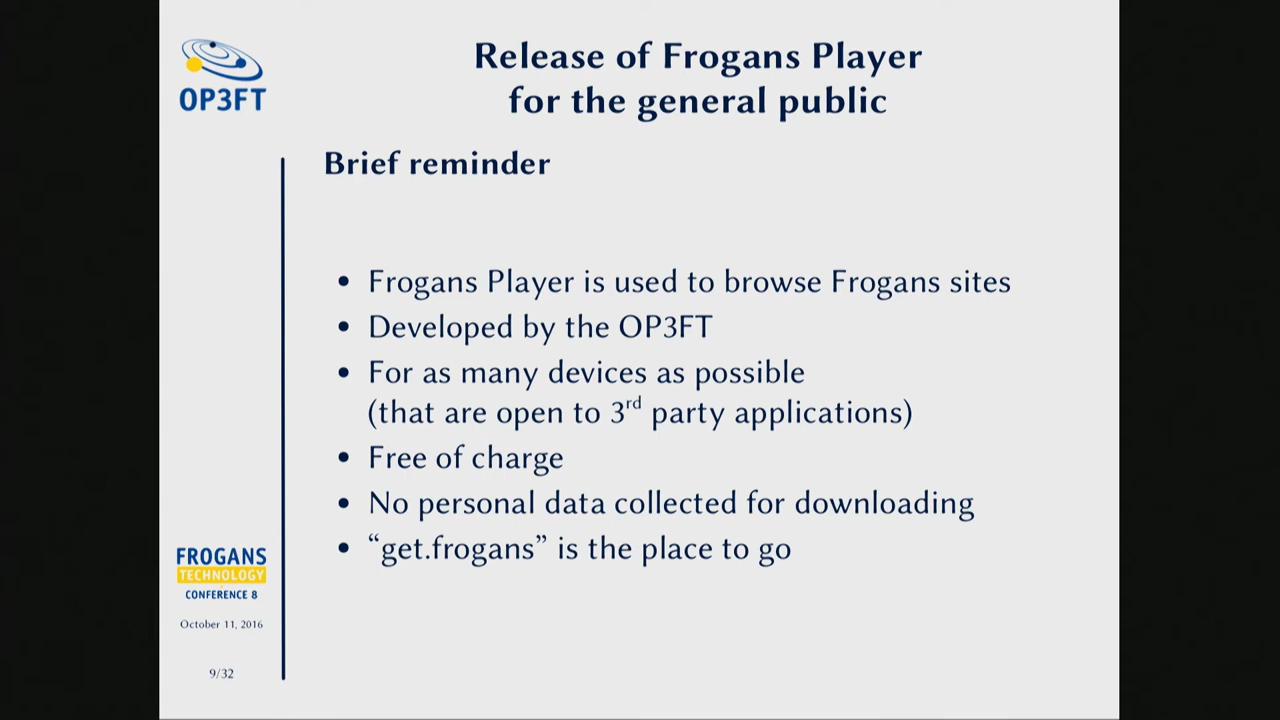 OP3FT
Release of Frogans Player
for the general public
Brief reminder
• Frogans Player is used to browse Frogans sites
• Developed by the OP3FT
• For as many devices as possible
(that are open to 3rd party applications)
• Free of charge
• No personal data collected for downloading
• “get.frogans” is the place to go
FROGANS
TECHNOLOGY
CONFERENCE 8
October 11, 2016
9/32